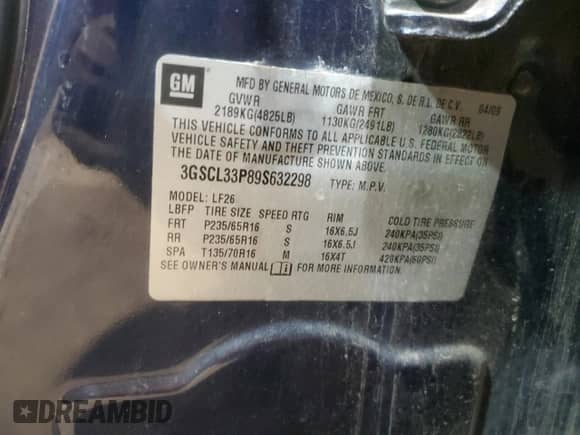 GM
MFD BY GENERAL MOTORS DE MEXICO, S. DE R.L. DE C.V. 04/09
GVWR GAWR FRT GAWR RR
2189KG(4825LB) 1130KG(2491LB) 1280KG(2822LB)
THIS VEHICLE CONFORMS TO ALL APPLICABLE U.S. FEDERAL MOTOR
VEHICLE SAFETY AND THEFT PREVENTION STANDARDS IN EFFECT ON
THE DATE OF MANUFACTURE SHOWN ABOVE.
3GSCL33P89S632298 TYPE: M.P.V.
MODEL: LF26
LBFP TIRE SIZE SPEED RTG RIM COLD TIRE PRESSURE
FRT P235/65R16 S 16X6.5J 240KPA(35PSI)
RR P235/65R16 S 16X6.5J 240KPA(35PSI)
SPA T135/70R16 M 16X4T 420KPA(60PSI)
SEE OWNER'S MANUAL FOR MORE INFORMATION.
DREAMBID